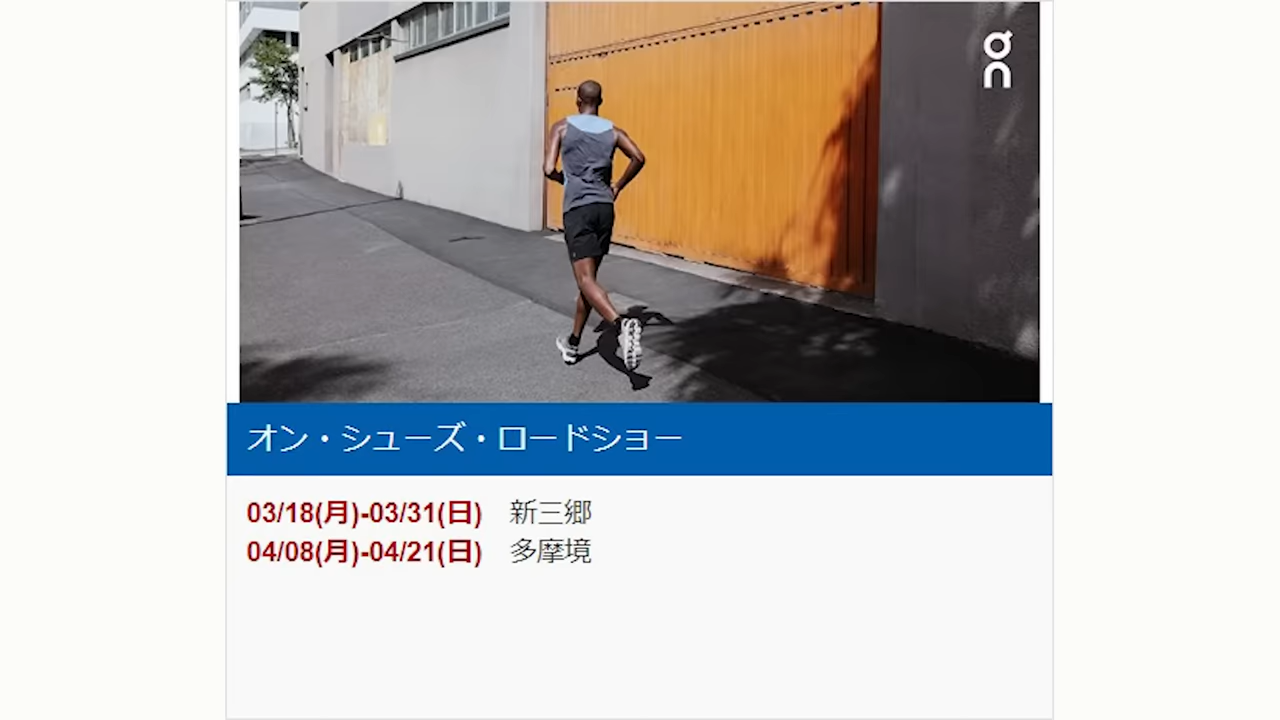 on
オン・シューズ・ロードショー
03/18(月)-03/31(日) 新三郷
04/08(月)-04/21(日) 多摩境